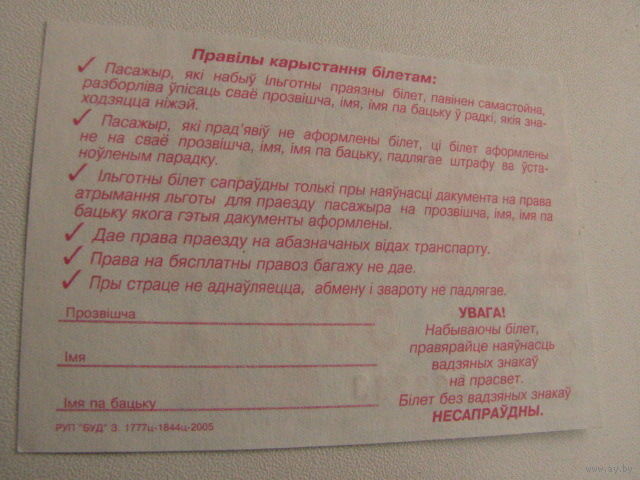 Правілы карыстання білетам:
✓ Пасажыр, які набыў ільготны праязны білет, павінен самастойна,
разборліва ўпісаць сваё прозвішча, імя, імя па бацьку ў радкі, якія зна-
ходзяцца ніжэй.
✓ Пасажыр, які прад'явіў не аформлены білет, ці білет аформлены
не на сваё прозвішча, імя, імя па бацьку, падлягае штрафу ва ўста-
ноўленым парадку.
✓ Ільготны білет сапраўдны толькі пры наяўнасці дакумента на права
атрымання льготы для праезду пасажыра на прозвішча, імя, імя па
бацьку якога гэтыя дакументы аформлены.
✓ Дае права праезду на абазначаных відах транспарту.
✓ Права на бясплатны правоз багажу не дае.
✓ Пры страце не аднаўляецца, абмену і звароту не падлягае.
Прозвішча
Імя
Імя па бацьку
РУП "БУД" З. 1777ц-1844ц-2005
УВАГА!
Набываючы білет,
правярайце наяўнасць
вадзяных знакаў
на прасвет.
Білет без вадзяных знакаў
НЕСАПРАЎДНЫ.
www.ay.by